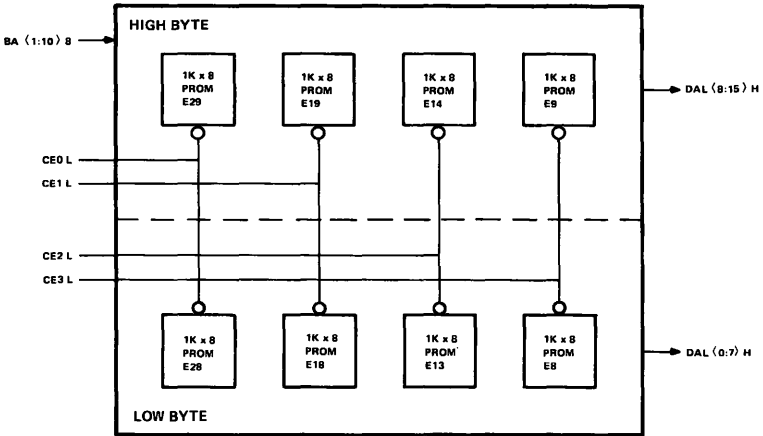 HIGH BYTE
BA ⟨1:10⟩ 8
1K x 8
PROM
E29
1K x 8
PROM
E19
1K x 8
PROM
E14
1K x 8
PROM
E9
DAL ⟨8:15⟩ H
CE0 L
CE1 L
CE2 L
CE3 L
1K x 8
PROM
E28
1K x 8
PROM
E18
1K x 8
PROM
E13
1K x 8
PROM
E8
DAL ⟨0:7⟩ H
LOW BYTE